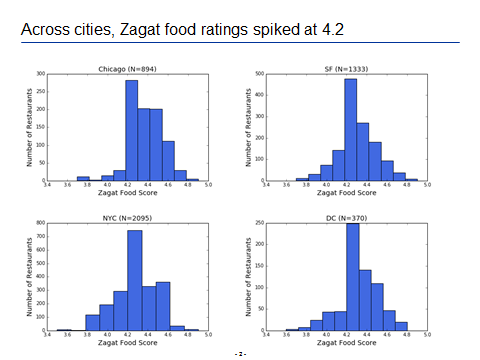 Across cities, Zagat food ratings spiked at 4.2
Chicago (N=894)
Number of Restaurants
300
250
200
150
100
50
0
3.4 3.6 3.8 4.0 4.2 4.4 4.6 4.8 5.0
Zagat Food Score
SF (N=1333)
Number of Restaurants
500
400
300
200
100
0
3.4 3.6 3.8 4.0 4.2 4.4 4.6 4.8 5.0
Zagat Food Score
NYC (N=2095)
Number of Restaurants
800
700
600
500
400
300
200
100
0
3.4 3.6 3.8 4.0 4.2 4.4 4.6 4.8 5.0
Zagat Food Score
DC (N=370)
Number of Restaurants
250
200
150
100
50
0
3.4 3.6 3.8 4.0 4.2 4.4 4.6 4.8 5.0
Zagat Food Score
- 2 -